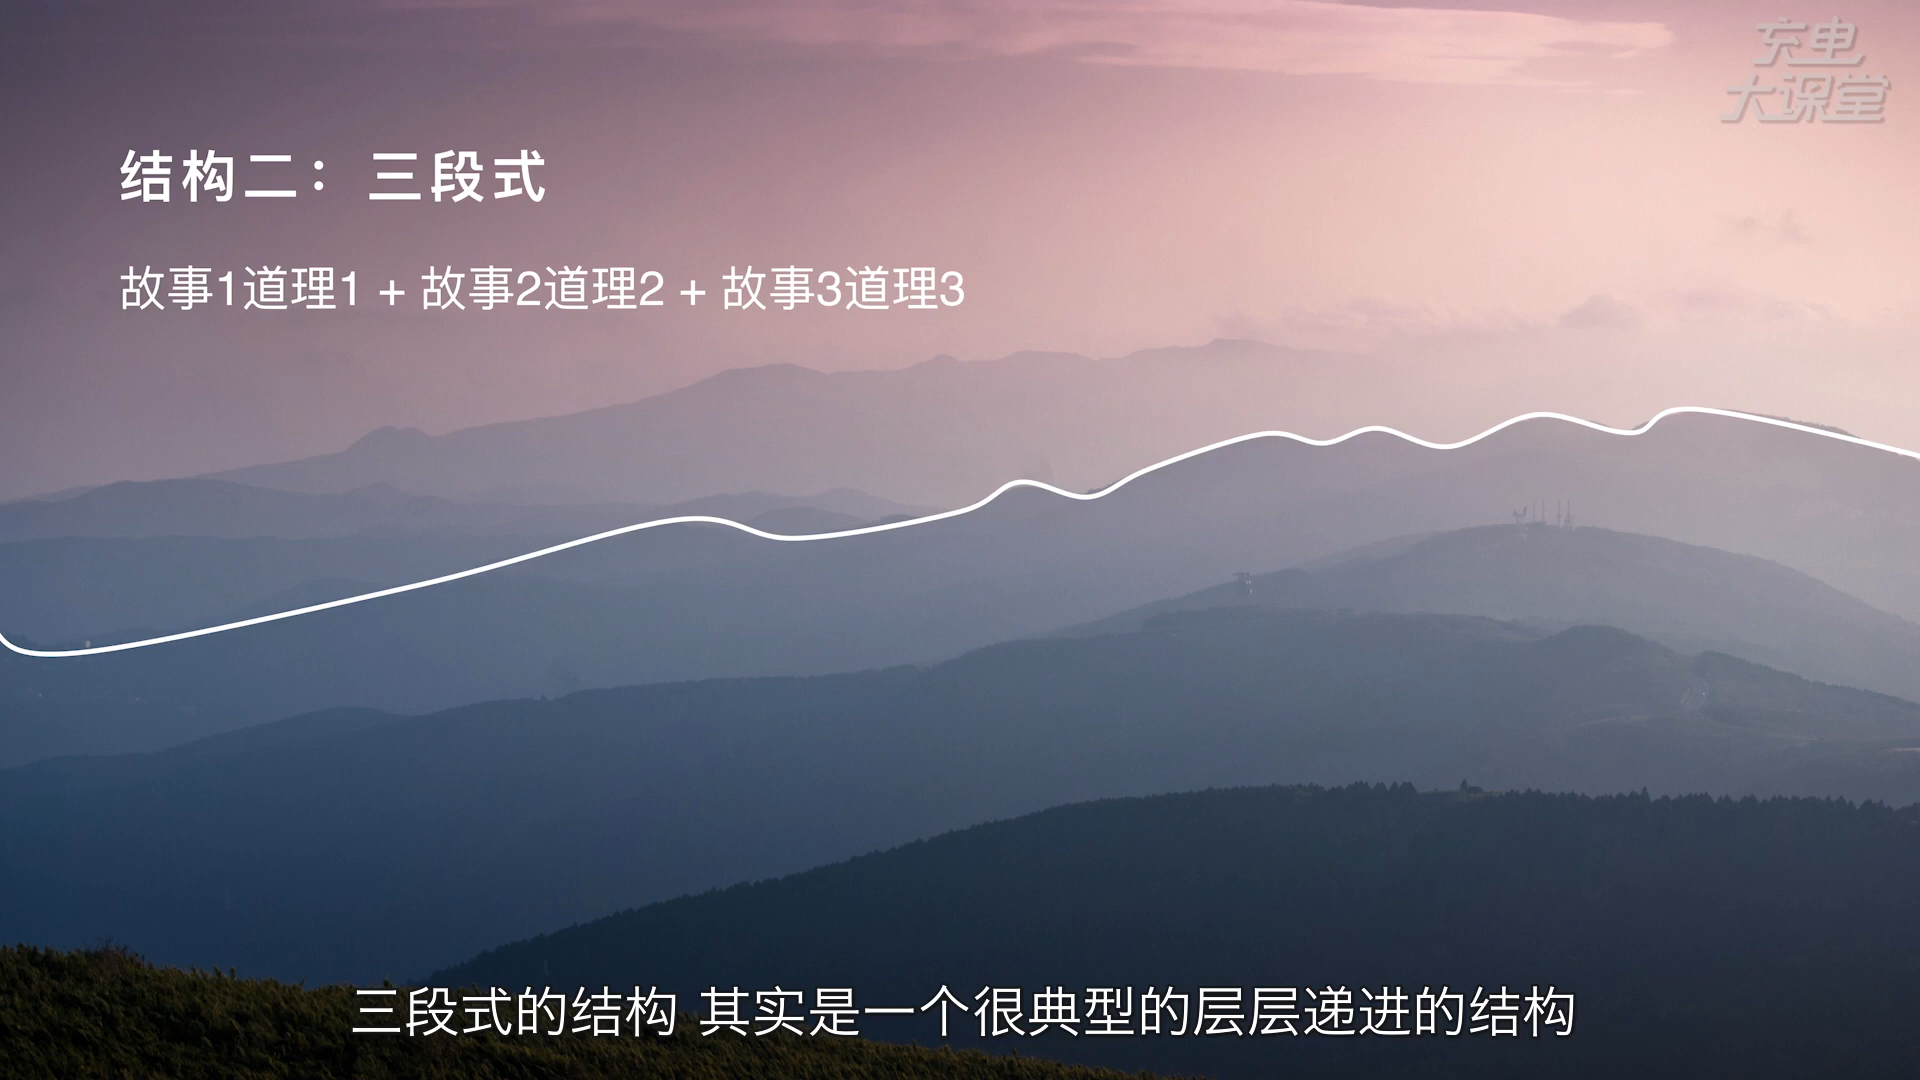 充电
大课堂
结构二：三段式
故事1道理1 + 故事2道理2 + 故事3道理3
三段式的结构 其实是一个很典型的层层递进的结构